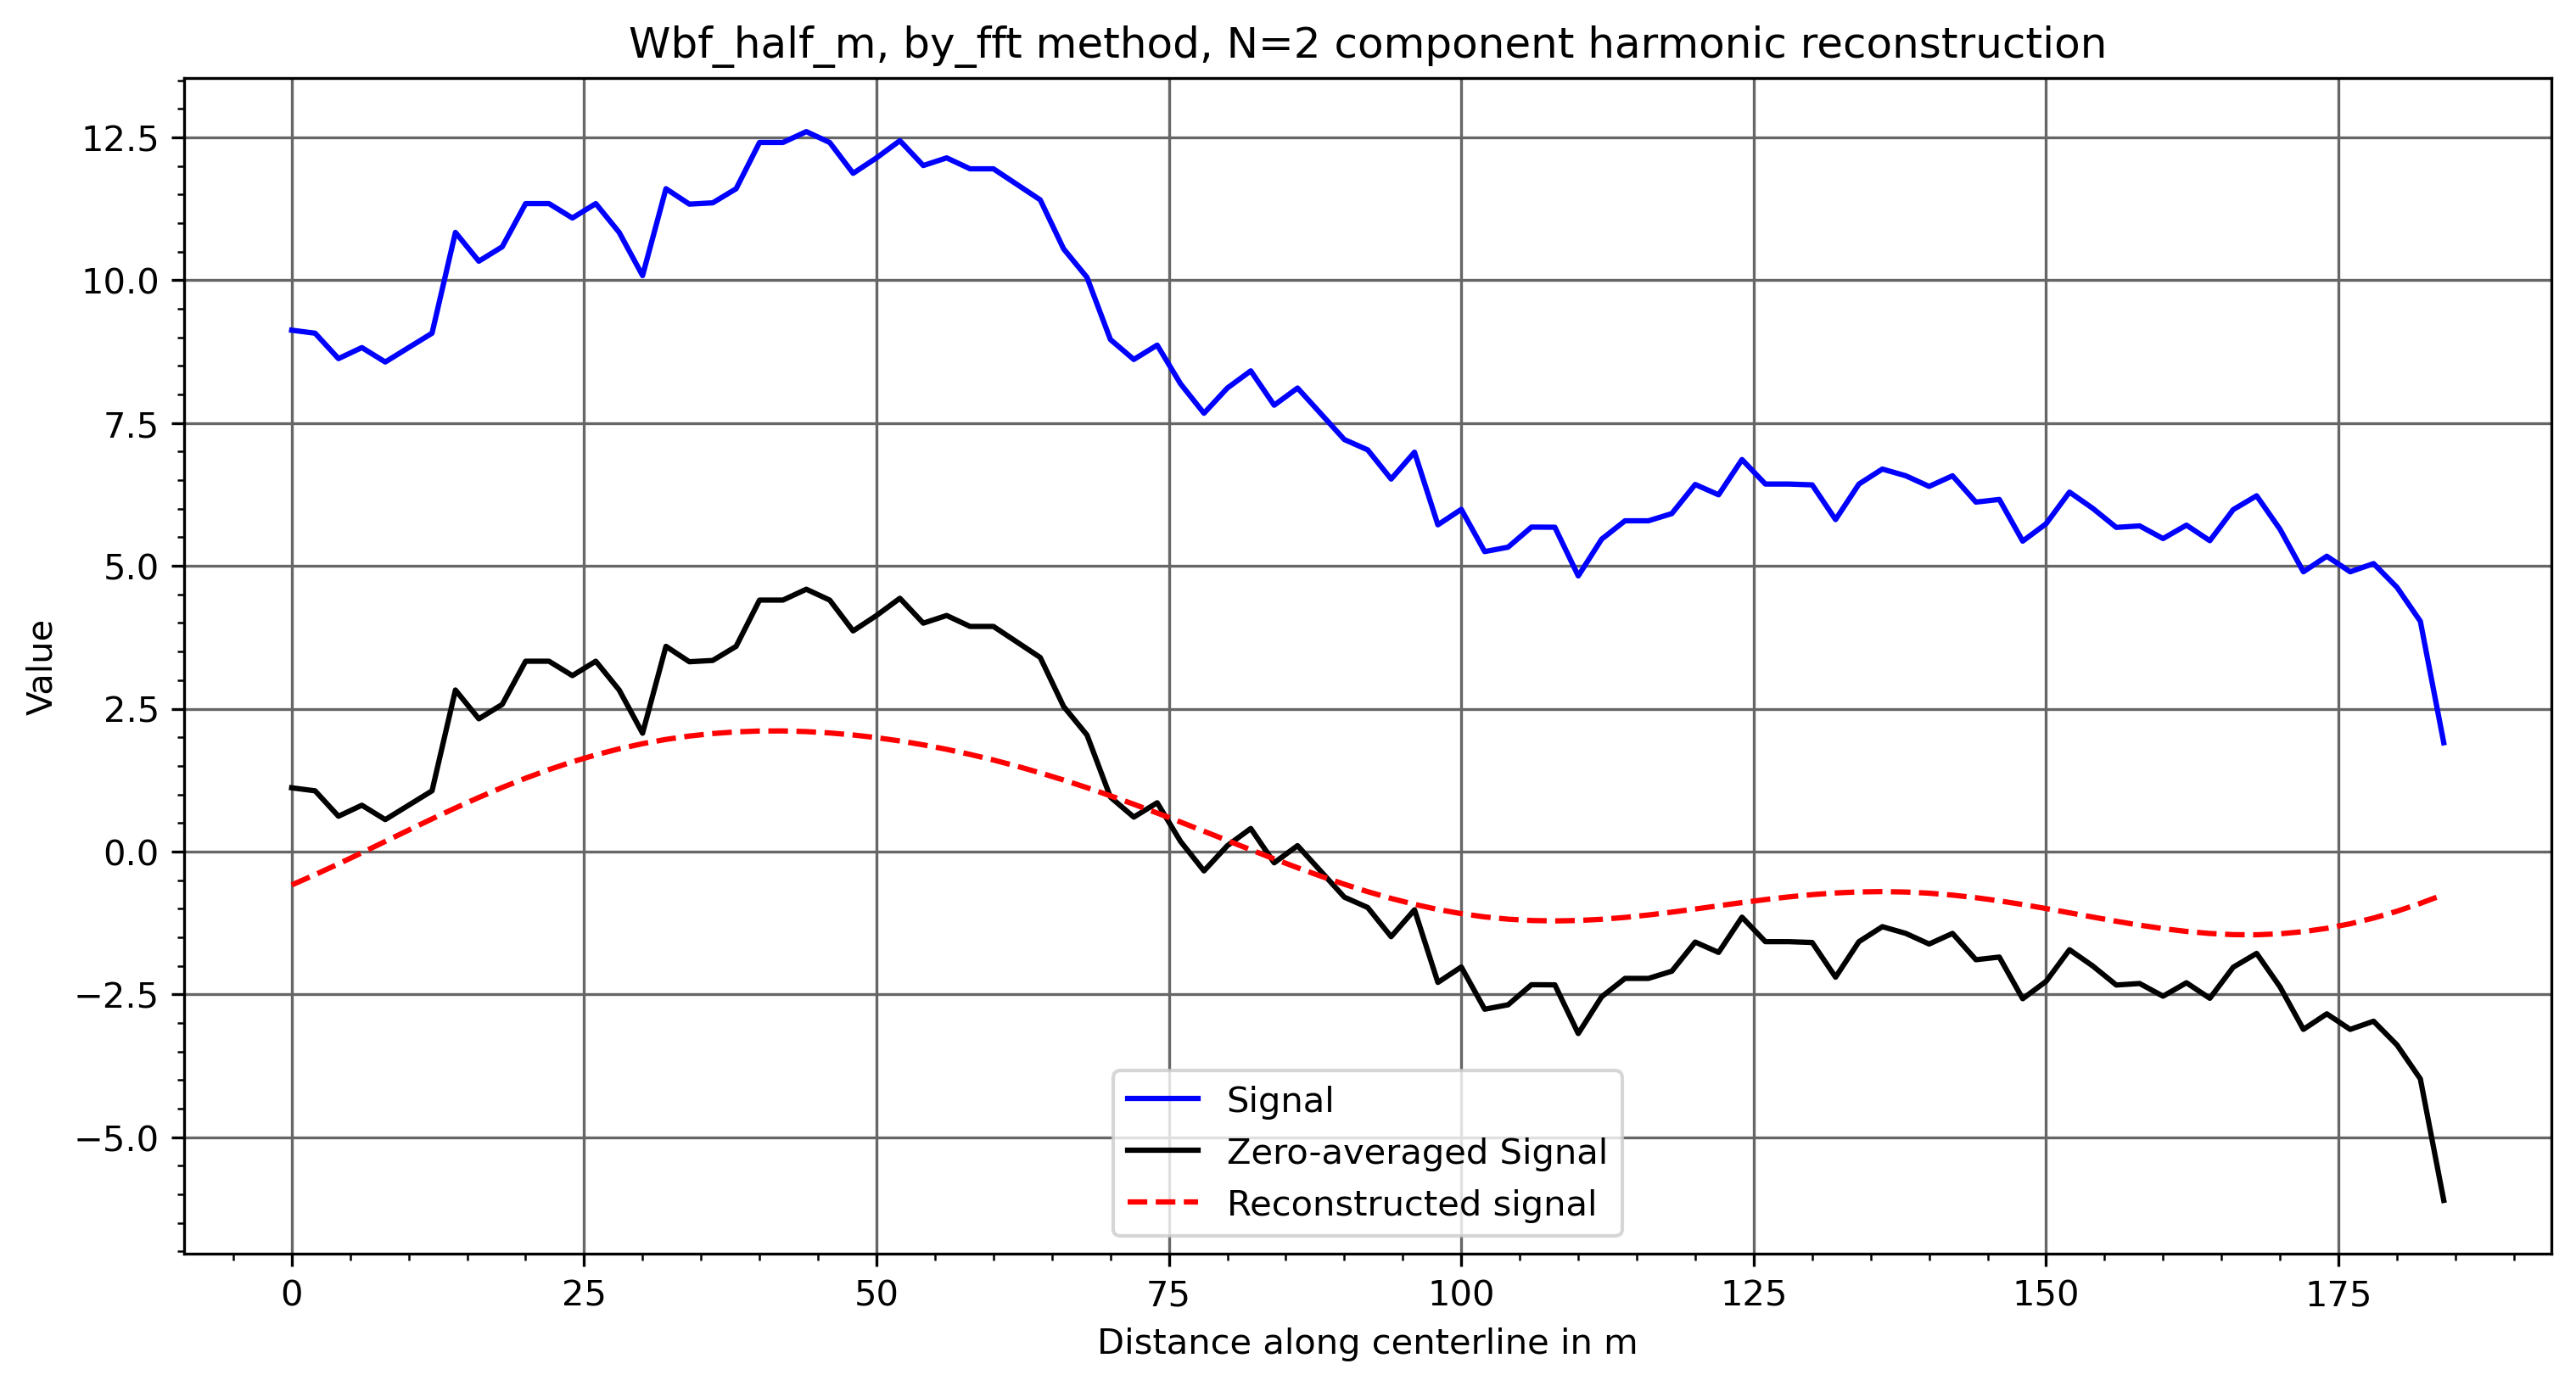 Wbf_half_m, by_fft method, N=2 component harmonic reconstruction
Value
12.5
10.0
7.5
5.0
2.5
0.0
−2.5
−5.0
Signal
Zero-averaged Signal
Reconstructed signal
0 25 50 75 100 125 150 175
Distance along centerline in m